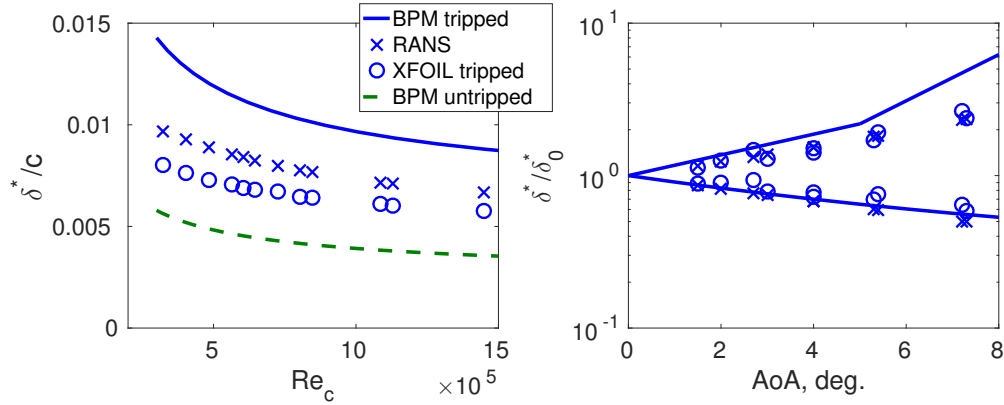 0.015
0.01
0.005
0
δ*/c
5
10
15
Re_c
×10^5
BPM tripped
RANS
XFOIL tripped
BPM untripped
10^1
10^0
10^-1
δ*/δ*_0
0
2
4
6
8
AoA, deg.